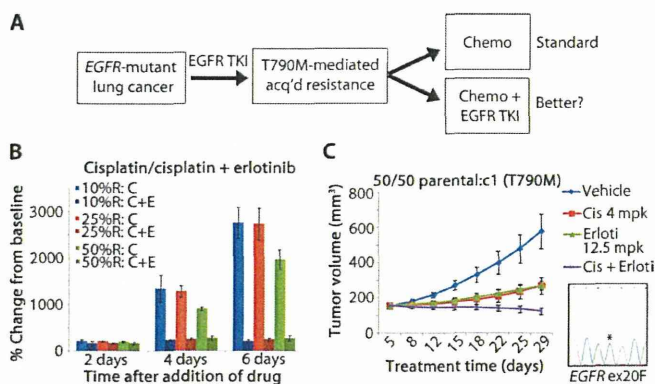 A
EGFR-mutant lung cancer
EGFR TKI
T790M-mediated acq'd resistance
Chemo
Standard
Chemo + EGFR TKI
Better?
B
Cisplatin/cisplatin + erlotinib
10%R: C
10%R: C+E
25%R: C
25%R: C+E
50%R: C
50%R: C+E
% Change from baseline
3000
2000
1000
0
2 days
4 days
6 days
Time after addition of drug
C
50/50 parental:c1 (T790M)
Tumor volume (mm³)
800
600
400
200
0
5
8
12
15
18
22
25
29
Treatment time (days)
Vehicle
Cis 4 mpk
Erloti 12.5 mpk
Cis + Erloti
*
EGFR ex20F